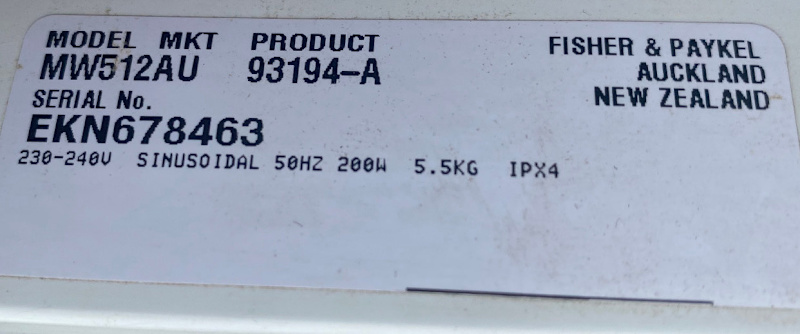 MODEL MKT PRODUCT
MW512AU 93194-A
SERIAL No.
EKN678463
230-240V SINUSOIDAL 50HZ 200W 5.5KG IPX4
FISHER & PAYKEL
AUCKLAND
NEW ZEALAND